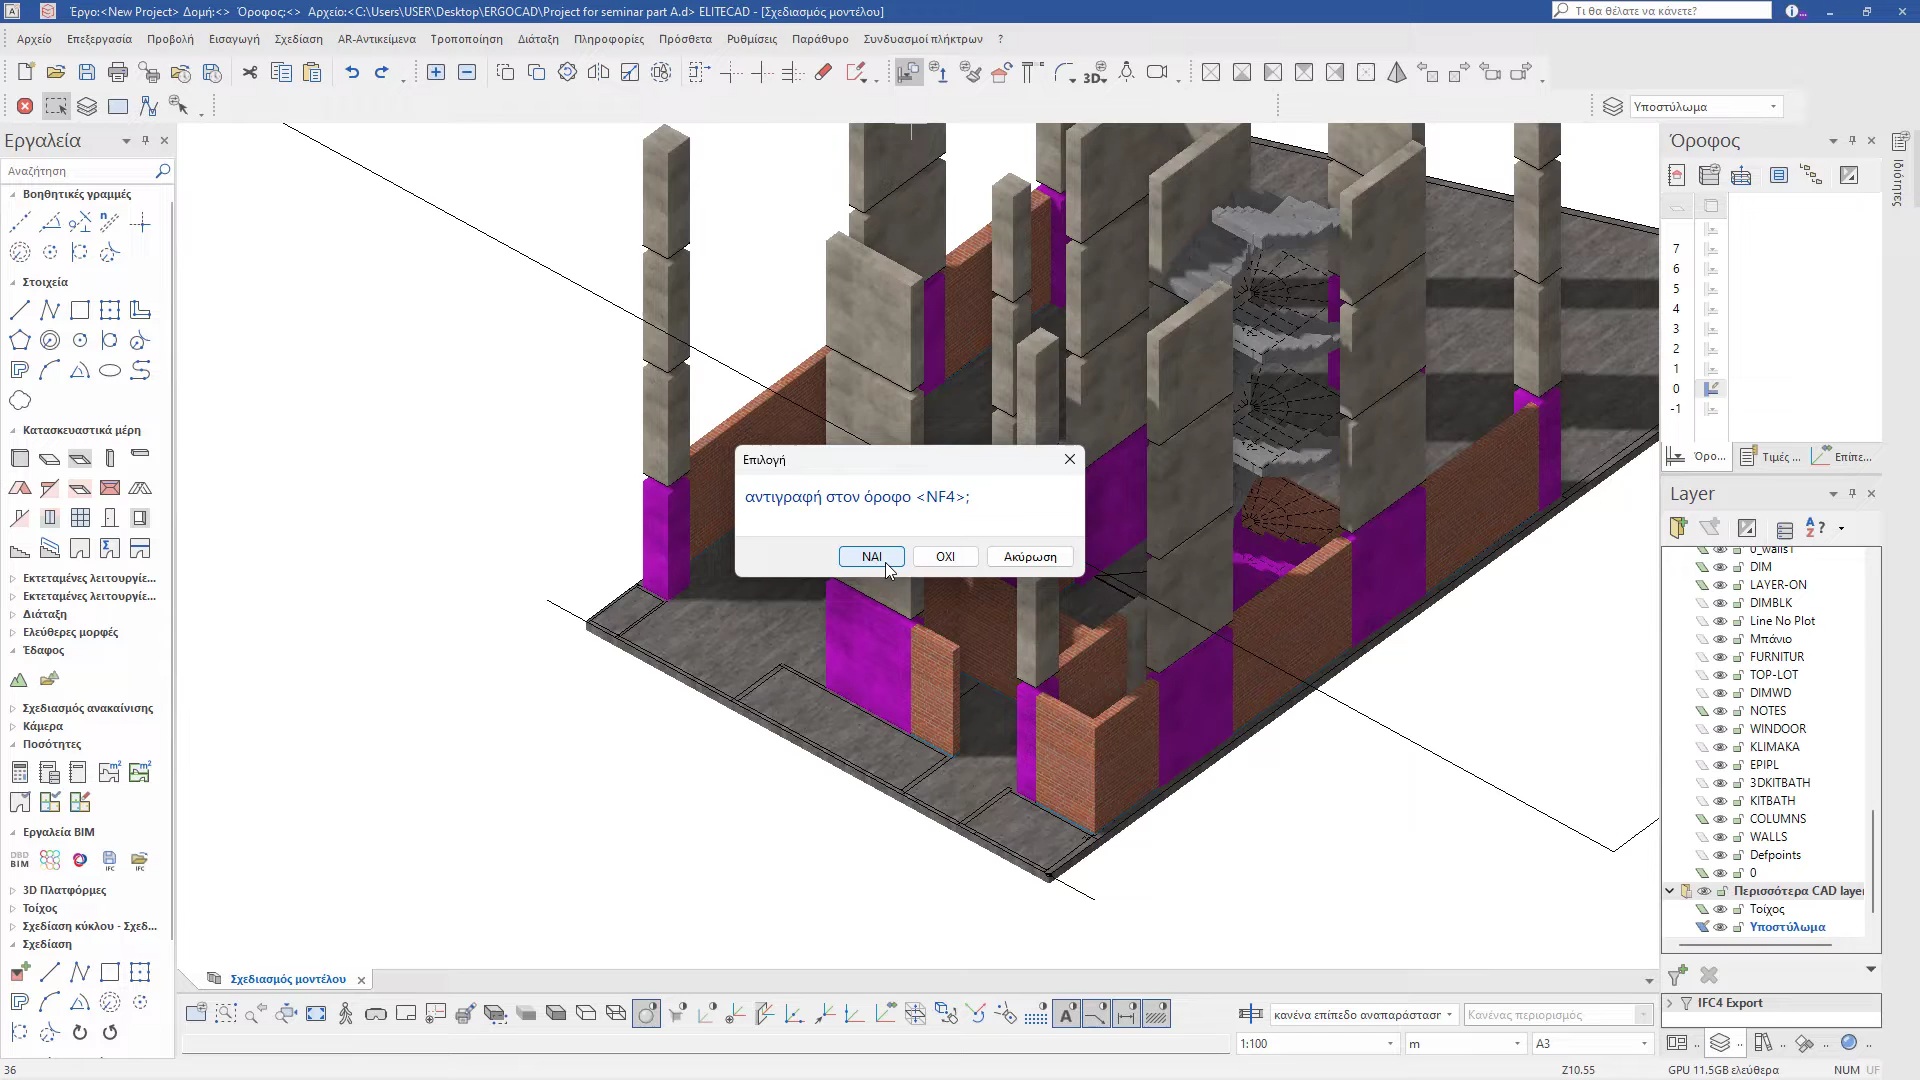 Έργο:<New Project> Δομή:<> Όροφος:<> Αρχείο:<C:\Users\USER\Desktop\ERGOCAD\Project for seminar part A.d> ELITECAD - [Σχεδιασμός μοντέλου]
Τι θα θέλατε να κάνετε?
Αρχείο Επεξεργασία Προβολή Εισαγωγή Σχεδίαση AR-Αντικείμενα Τροποποίηση Διάταξη Πληροφορίες Πρόσθετα Ρυθμίσεις Παράθυρο Συνδυασμοί πλήκτρων ?
3D
Υποστύλωμα
Εργαλεία
Αναζήτηση
Βοηθητικές γραμμές
Στοιχεία
Κατασκευαστικά μέρη
Εκτεταμένες λειτουργίε...
Εκτεταμένες λειτουργίε...
Διάταξη
Ελεύθερες μορφές
Έδαφος
Σχεδιασμός ανακαίνισης
Κάμερα
Ποσότητες
Εργαλεία BIM
3D Πλατφόρμες
Τοίχος
Σχεδίαση κύκλου - Σχεδ...
Σχεδίαση
Επιλογή
αντιγραφή στον όροφο <NF4>;
ΝΑΙ
ΟΧΙ
Ακύρωση
Όροφος
7
6
5
4
3
2
1
0
-1
Όρο...
Τιμές ...
Επίπε...
Layer
0_walls1
DIM
LAYER-ON
DIMBLK
Line No Plot
Μπάνιο
FURNITUR
TOP-LOT
DIMWD
NOTES
WINDOOR
KLIMAKA
EPIPL
3DKITBATH
KITBATH
COLUMNS
WALLS
Defpoints
0
Περισσότερα CAD layer
Τοίχος
Υποστύλωμα
IFC4 Export
Σχεδιασμός μοντέλου
κανένα επίπεδο αναπαράστασr
Κανένας περιορισμός
1:100
m
A3
36
Z10.55
GPU 11.5GB ελεύθερα
NUM
UF